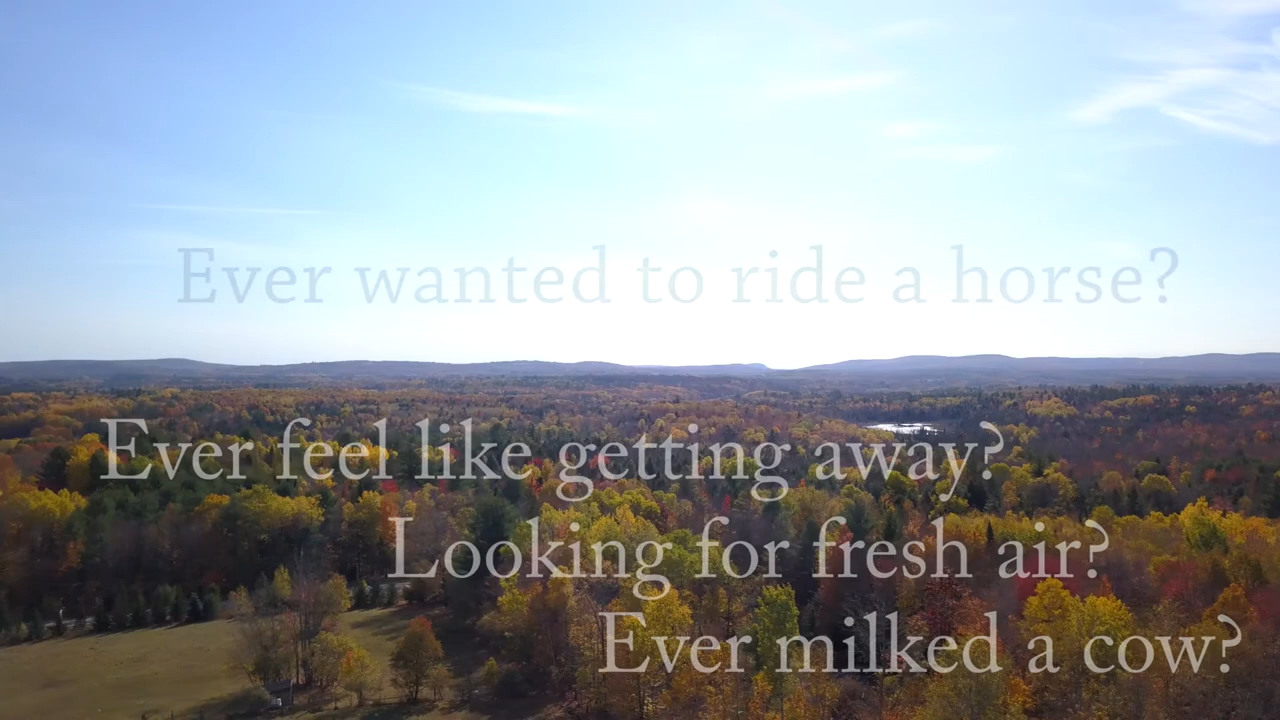 Ever wanted to ride a horse?
Ever feel like getting away?
Looking for fresh air?
Ever milked a cow?